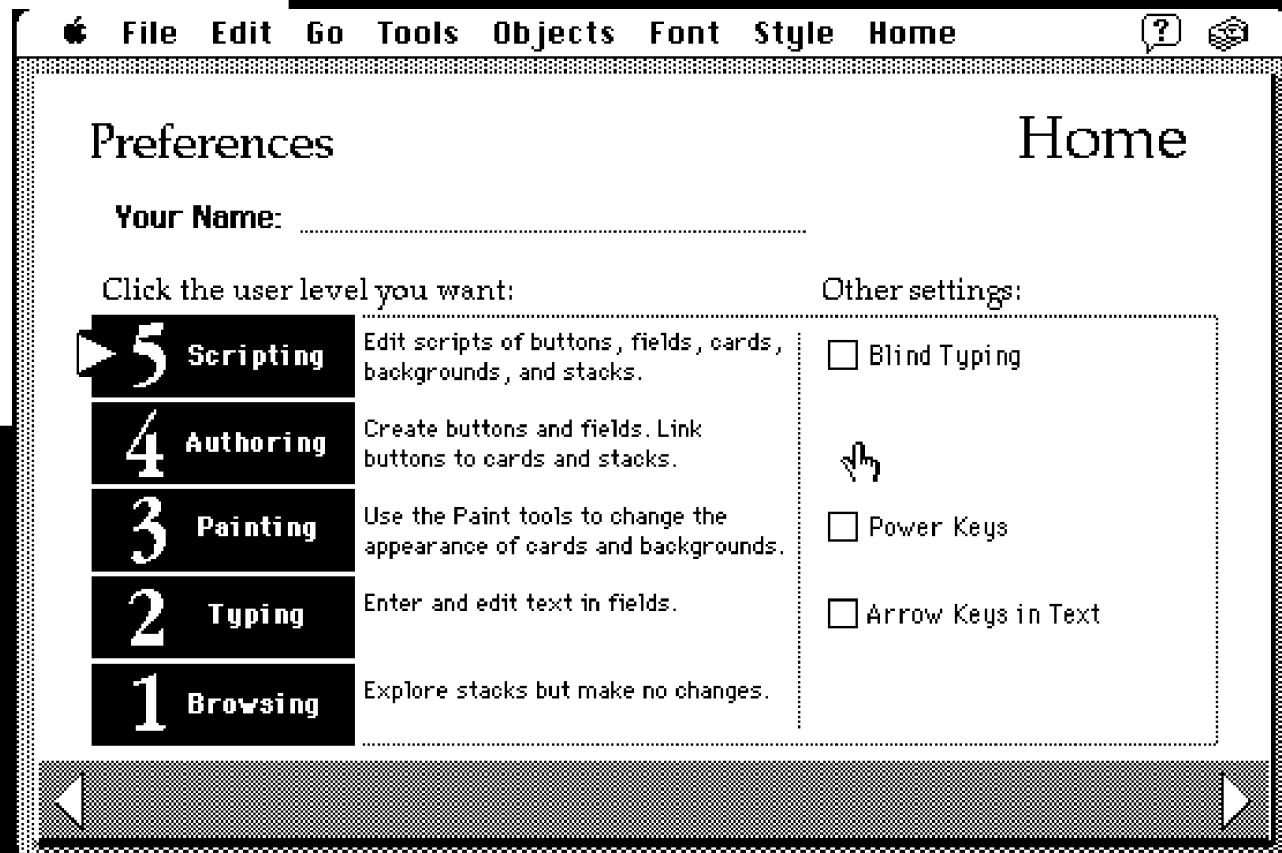 File Edit Go Tools Objects Font Style Home ?
Preferences
Home
Your Name:
Click the user level you want:
Other settings:
5 Scripting
Edit scripts of buttons, fields, cards,
backgrounds, and stacks.
Blind Typing
4 Authoring
Create buttons and fields. Link
buttons to cards and stacks.
3 Painting
Use the Paint tools to change the
appearance of cards and backgrounds.
Power Keys
2 Typing
Enter and edit text in fields.
Arrow Keys in Text
1 Browsing
Explore stacks but make no changes.